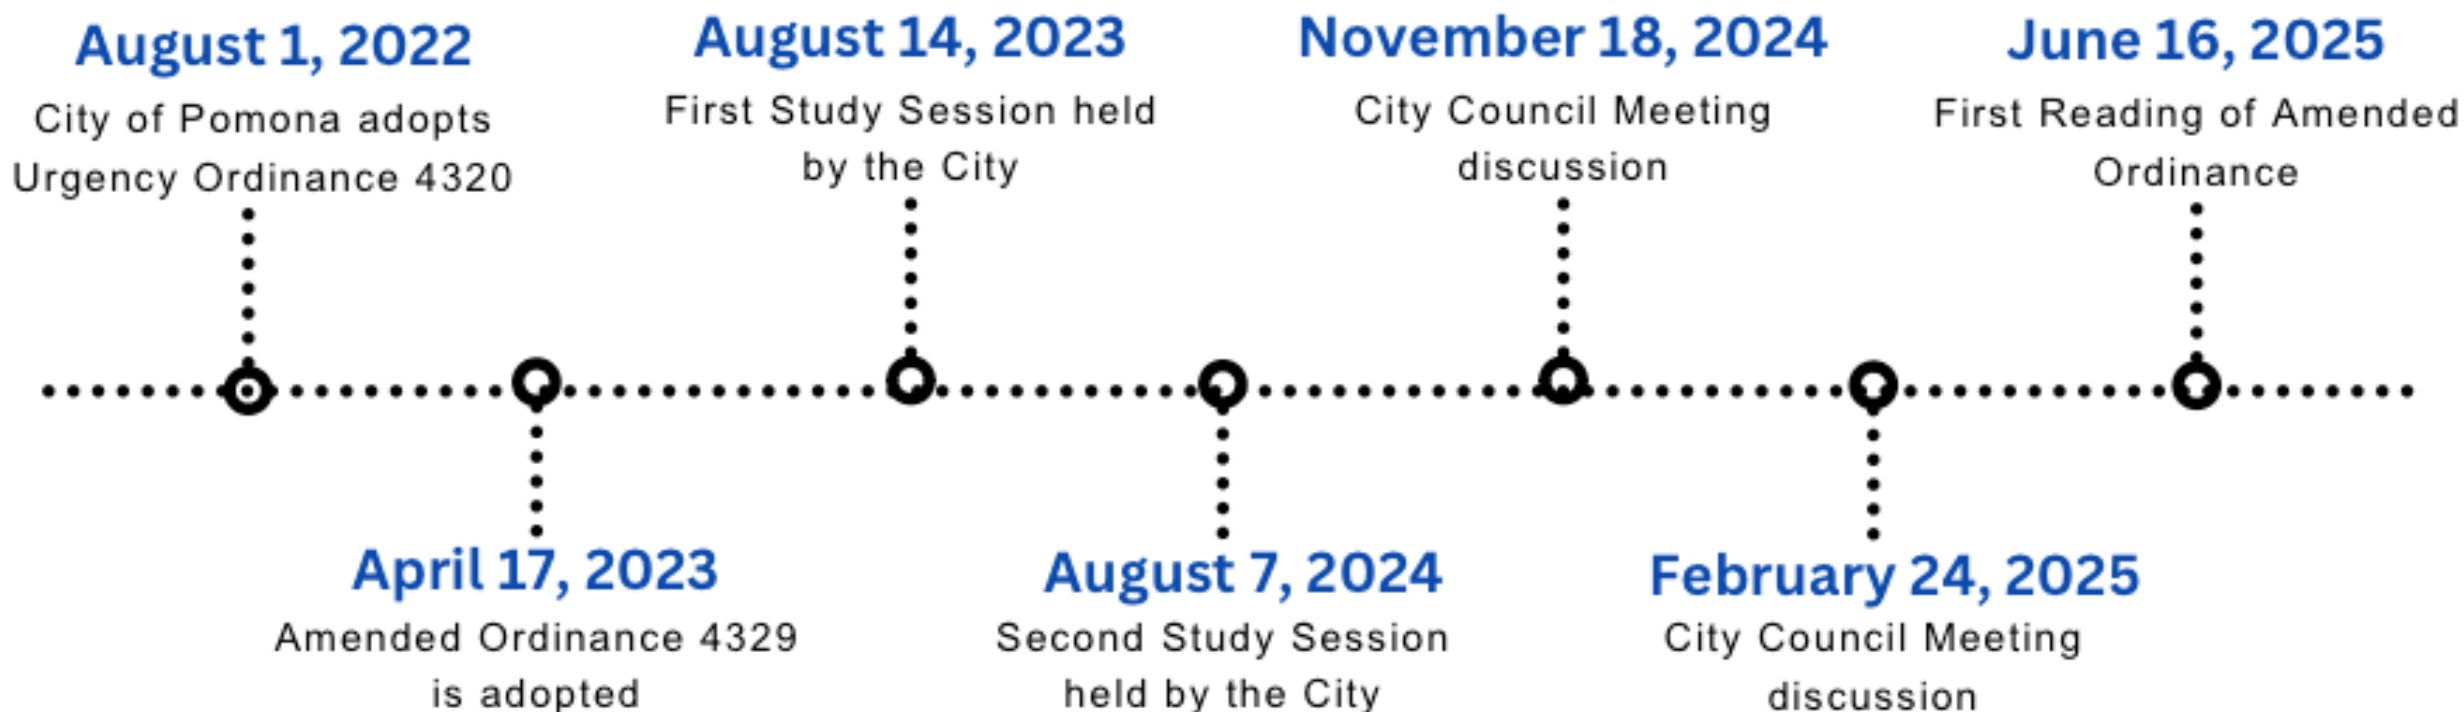 August 1, 2022
City of Pomona adopts
Urgency Ordinance 4320
April 17, 2023
Amended Ordinance 4329
is adopted
August 14, 2023
First Study Session held
by the City
August 7, 2024
Second Study Session
held by the City
November 18, 2024
City Council Meeting
discussion
February 24, 2025
City Council Meeting
discussion
June 16, 2025
First Reading of Amended
Ordinance